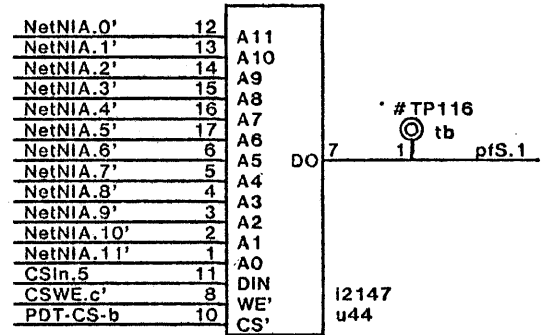 NetNIA.0' 12 A11
NetNIA.1' 13 A10
NetNIA.2' 14 A9
NetNIA.3' 15 A8
NetNIA.4' 16 A7
NetNIA.5' 17 A6
NetNIA.6' 6 A5 DO 7 1 pfS.1
NetNIA.7' 5 A4
NetNIA.8' 4 A3
NetNIA.9' 3 A2
NetNIA.10' 2 A1
NetNIA.11' 1 A0
CSIn.5 11 DIN
CSWE.c' 8 WE'
PDT-CS-b 10 CS'
#TP116
tb
i2147
u44